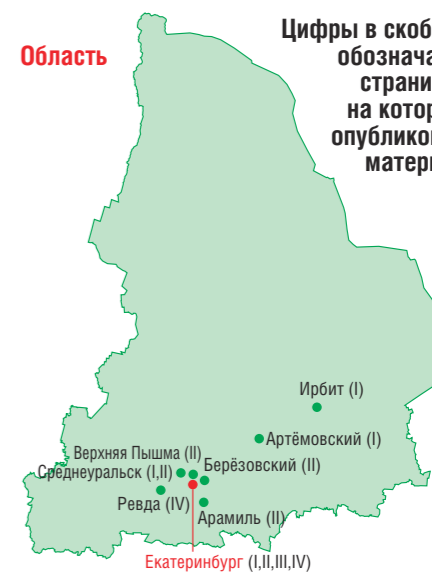 Область
Цифры в скоб
обознача
страни
на котор
опубликов
матери
Ирбит (I)
Артёмовский (I)
Верхняя Пышма (II)
Среднеуральск (I,II)
Берёзовский (II)
Ревда (IV)
Арамиль (II)
Екатеринбург (I,II,III,IV)